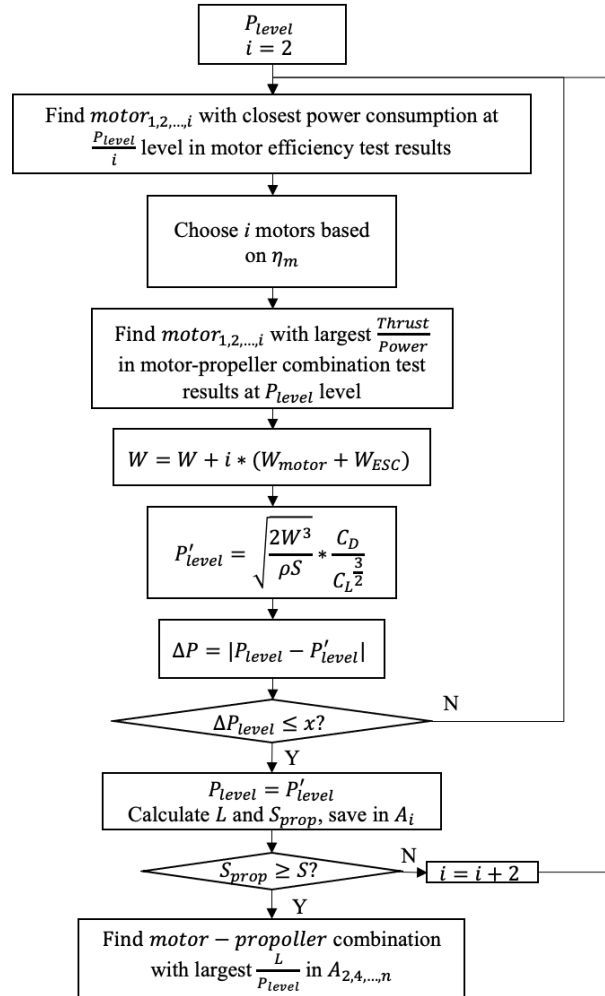 P_level
i = 2
Find motor_1,2,...,i with closest power consumption at
P_level/i level in motor efficiency test results
Choose i motors based
on η_m
Find motor_1,2,...,i with largest Thrust/Power
in motor-propeller combination test
results at P_level level
W = W + i * (W_motor + W_ESC)
P'_level = √(2W^3/ρS) * C_D/C_L^(3/2)
ΔP = |P_level − P'_level|
ΔP_level ≤ x?
N
Y
P_level = P'_level
Calculate L and S_prop, save in A_i
S_prop ≥ S?
N
i = i + 2
Y
Find motor − propoller combination
with largest L/P_level in A_2,4,...,n